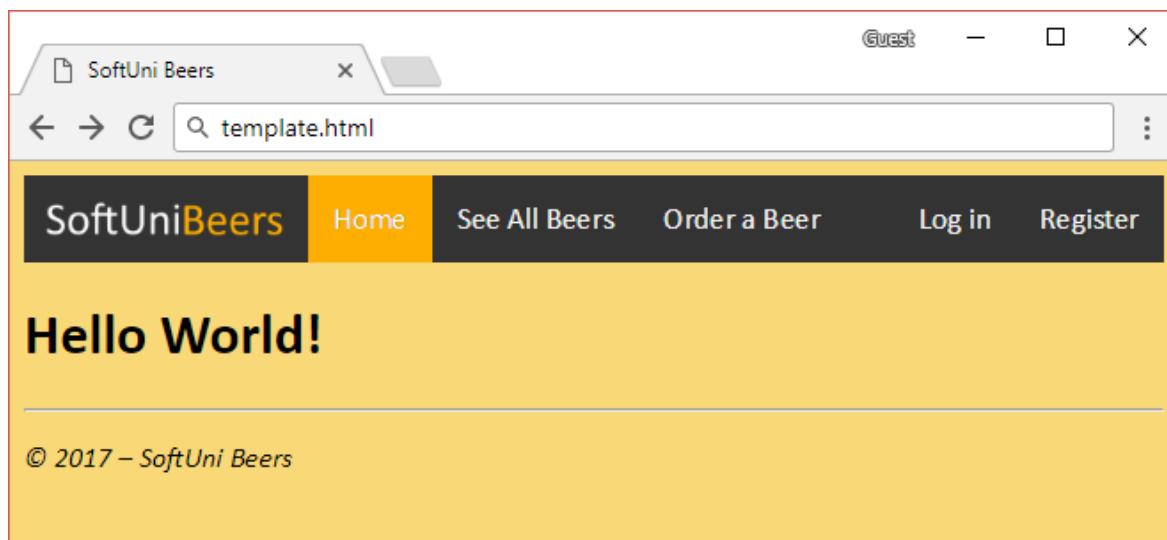 Guest
SoftUni Beers
template.html
SoftUniBeers Home See All Beers Order a Beer Log in Register
Hello World!
© 2017 – SoftUni Beers